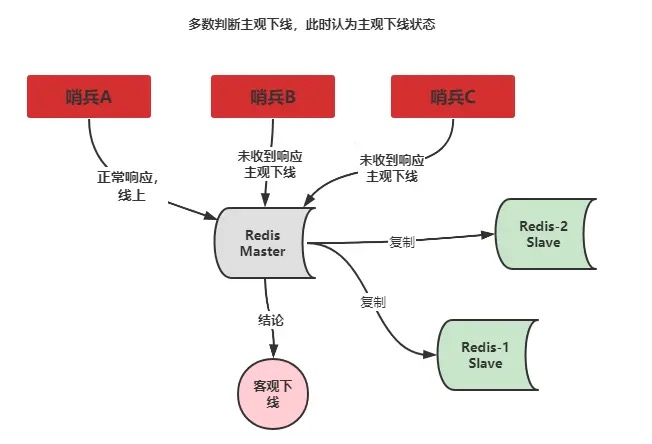 多数判断主观下线，此时认为主观下线状态
哨兵A
哨兵B
哨兵C
正常响应，
线上
未收到响应
主观下线
未收到响应
主观下线
Redis
Master
复制
Redis-2
Slave
复制
Redis-1
Slave
结论
客观下
线